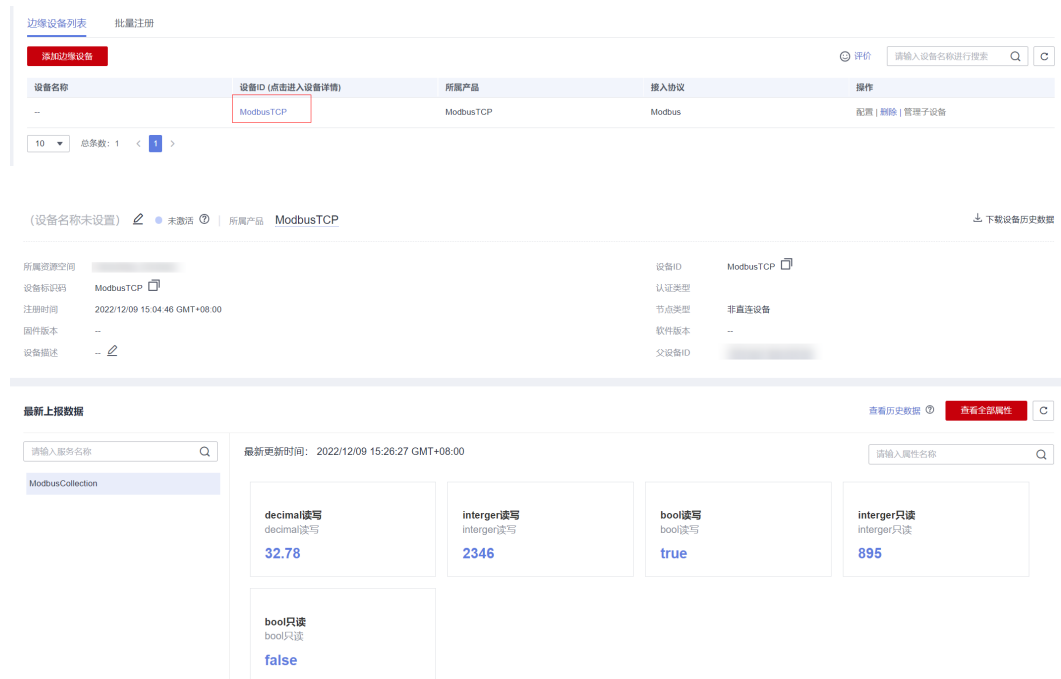 边缘设备列表 批量注册
添加边缘设备 评价 请输入设备名称进行搜索
设备名称 设备ID (点击进入设备详情) 所属产品 接入协议 操作
-- ModbusTCP ModbusTCP Modbus 配置 | 删除 | 管理子设备
10 总条数: 1 < 1 >
(设备名称未设置) 未激活 所属产品 ModbusTCP 下载设备历史数据
所属资源空间 设备ID ModbusTCP
设备标识码 ModbusTCP 认证类型
注册时间 2022/12/09 15:04:46 GMT+08:00 节点类型 非直连设备
固件版本 -- 软件版本 --
设备描述 -- 父设备ID
最新上报数据 查看历史数据 查看全部属性
请输入服务名称 最新更新时间: 2022/12/09 15:26:27 GMT+08:00 请输入属性名称
ModbusCollection
decimal读写 interger读写 bool读写 interger只读
decimal读写 interger读写 bool读写 interger只读
32.78 2346 true 895
bool只读
bool只读
false